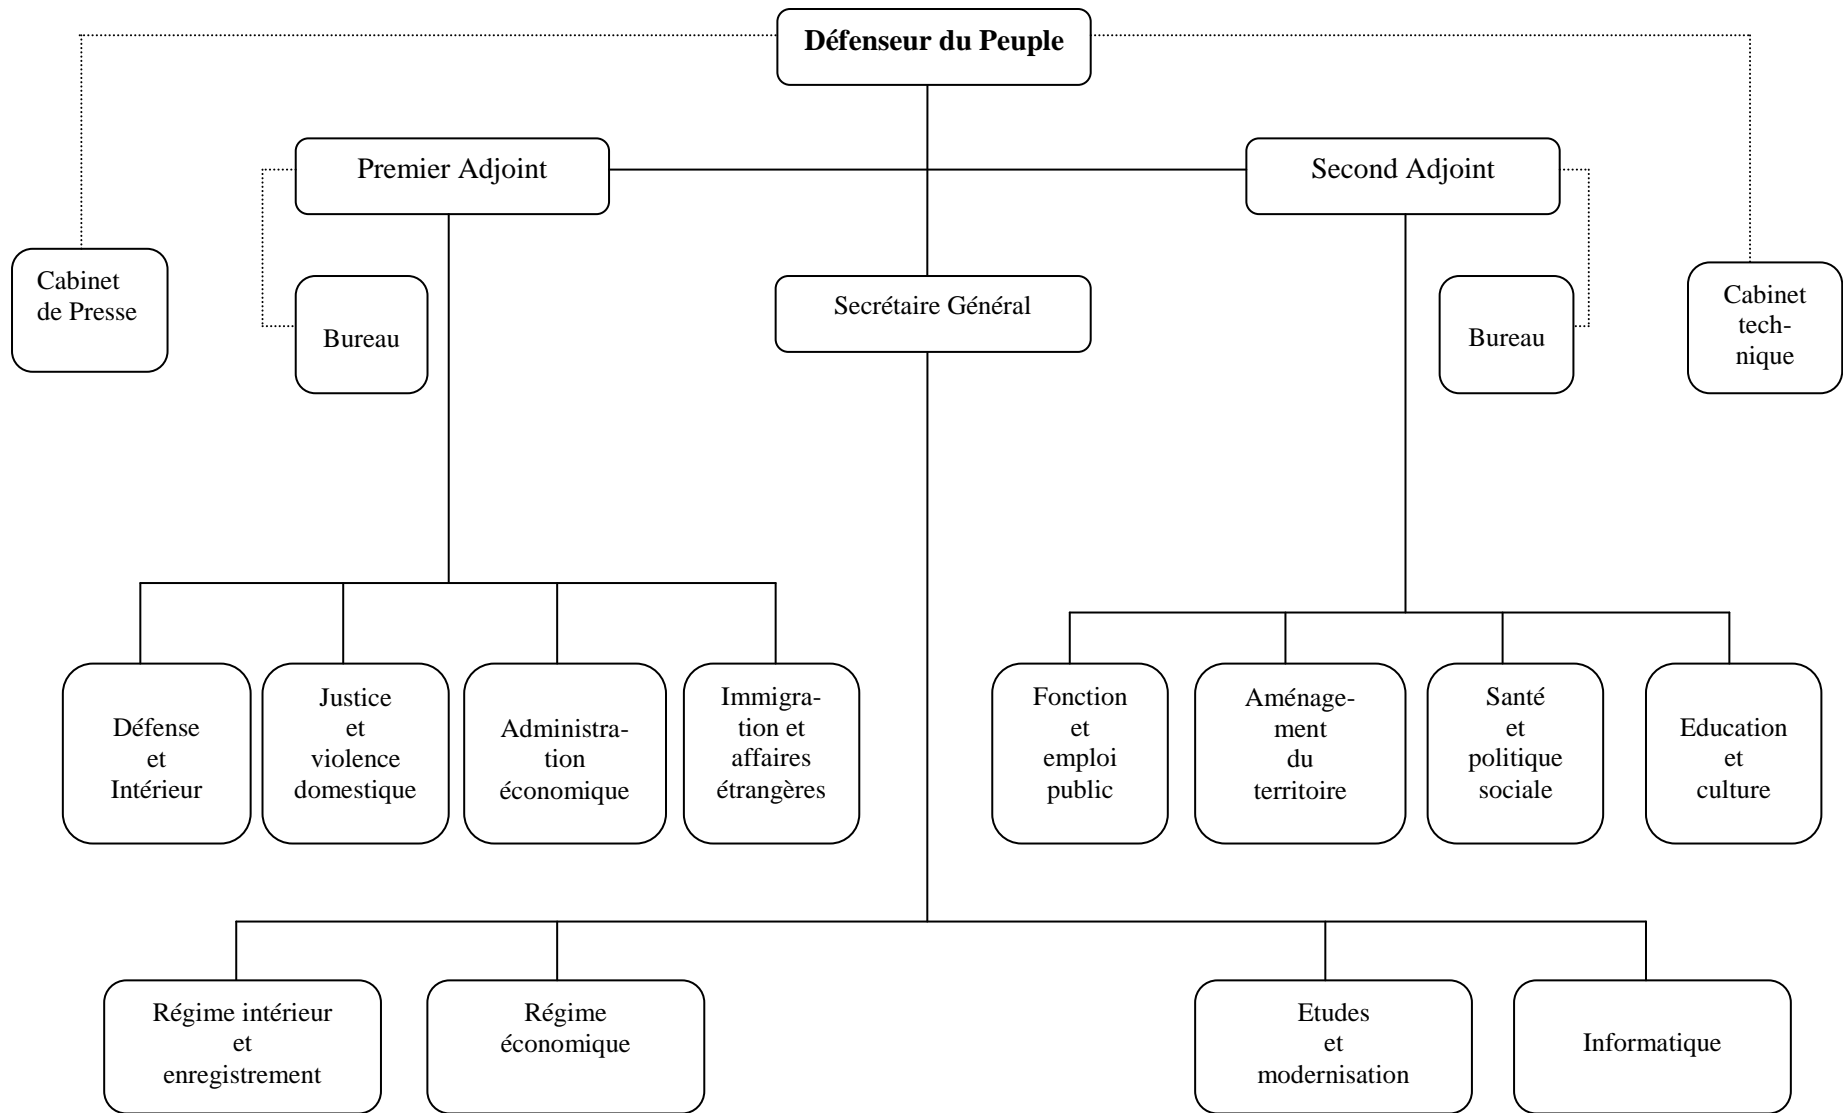 Défenseur du Peuple
Premier Adjoint
Second Adjoint
Cabinet
de Presse
Bureau
Secrétaire Général
Bureau
Cabinet
tech-
nique
Défense
et
Intérieur
Justice
et
violence
domestique
Administra-
tion
économique
Immigra-
tion et
affaires
étrangères
Fonction
et
emploi
public
Aménage-
ment
du
territoire
Santé
et
politique
sociale
Education
et
culture
Régime intérieur
et
enregistrement
Régime
économique
Etudes
et
modernisation
Informatique